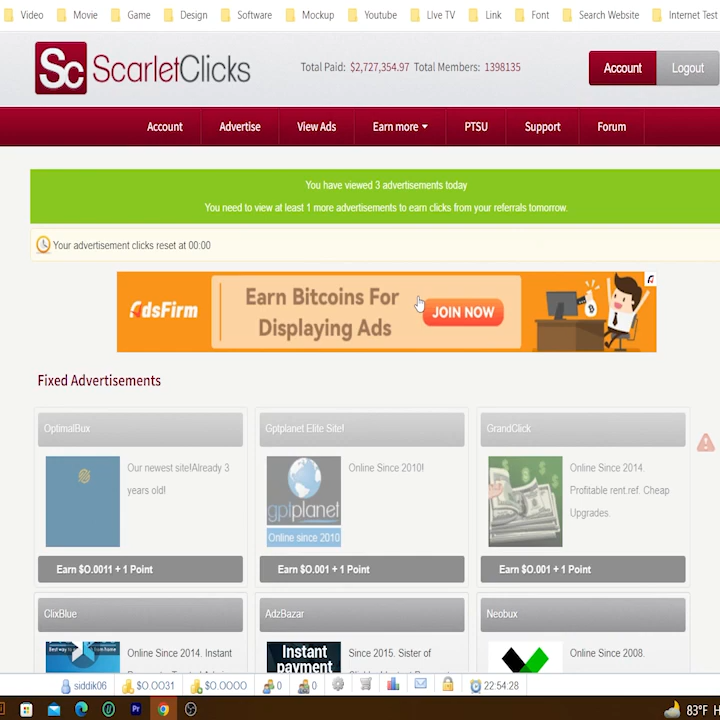 Video Movie Game Design Software Mockup Youtube LIve TV Link Font Search Website Internet Test
Sc ScarletClicks
Total Paid: $2,727,354.97 Total Members: 1398135
Account Logout
Account Advertise View Ads Earn more PTSU Support Forum
You have viewed 3 advertisements today
You need to view at least 1 more advertisements to earn clicks from your referrals tomorrow.
Your advertisement clicks reset at 00:00
AdsFirm
Earn Bitcoins For
Displaying Ads
JOIN NOW
Fixed Advertisements
OptimalBux
Our newest site!Already 3
years old!
Earn $0.0011 + 1 Point
Gptplanet Elite Site!
gptplanet
Online since 2010
Online Since 2010!
Earn $0.001 + 1 Point
GrandClick
Online Since 2014.
Profitable rent.ref. Cheap
Upgrades.
Earn $0.001 + 1 Point
ClixBlue
Online Since 2014. Instant
AdzBazar
Instant
payment
Since 2015. Sister of
Neobux
Online Since 2008.
siddik06 $0.0031 $0.0000 0 0 22:54:28
Pr 83°F